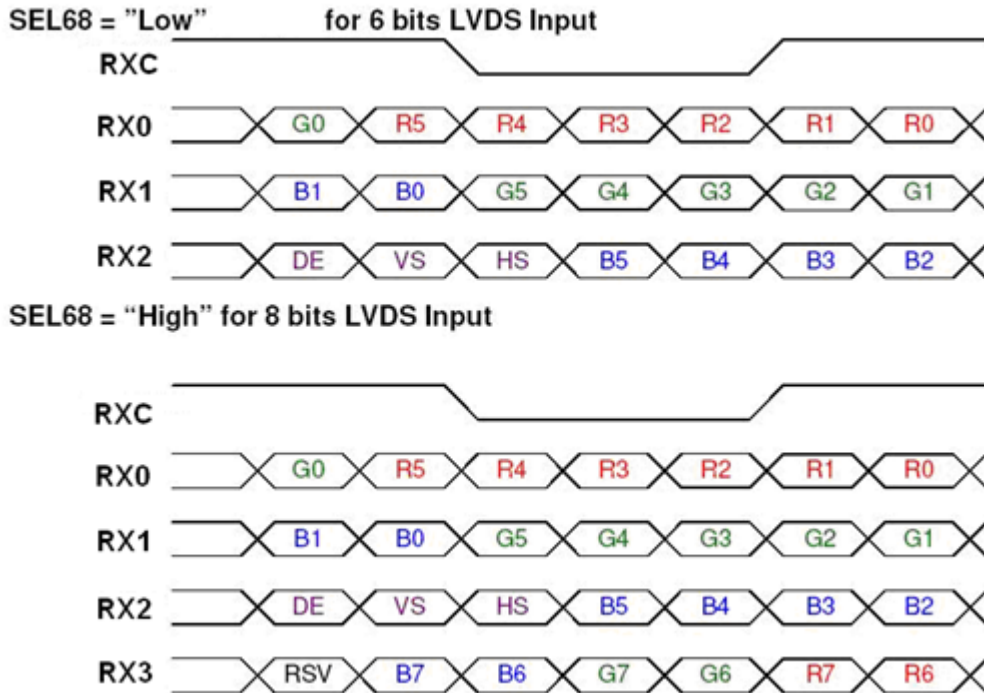 SEL68 = "Low" for 6 bits LVDS Input
RXC
RX0 G0 R5 R4 R3 R2 R1 R0
RX1 B1 B0 G5 G4 G3 G2 G1
RX2 DE VS HS B5 B4 B3 B2
SEL68 = “High” for 8 bits LVDS Input
RXC
RX0 G0 R5 R4 R3 R2 R1 R0
RX1 B1 B0 G5 G4 G3 G2 G1
RX2 DE VS HS B5 B4 B3 B2
RX3 RSV B7 B6 G7 G6 R7 R6